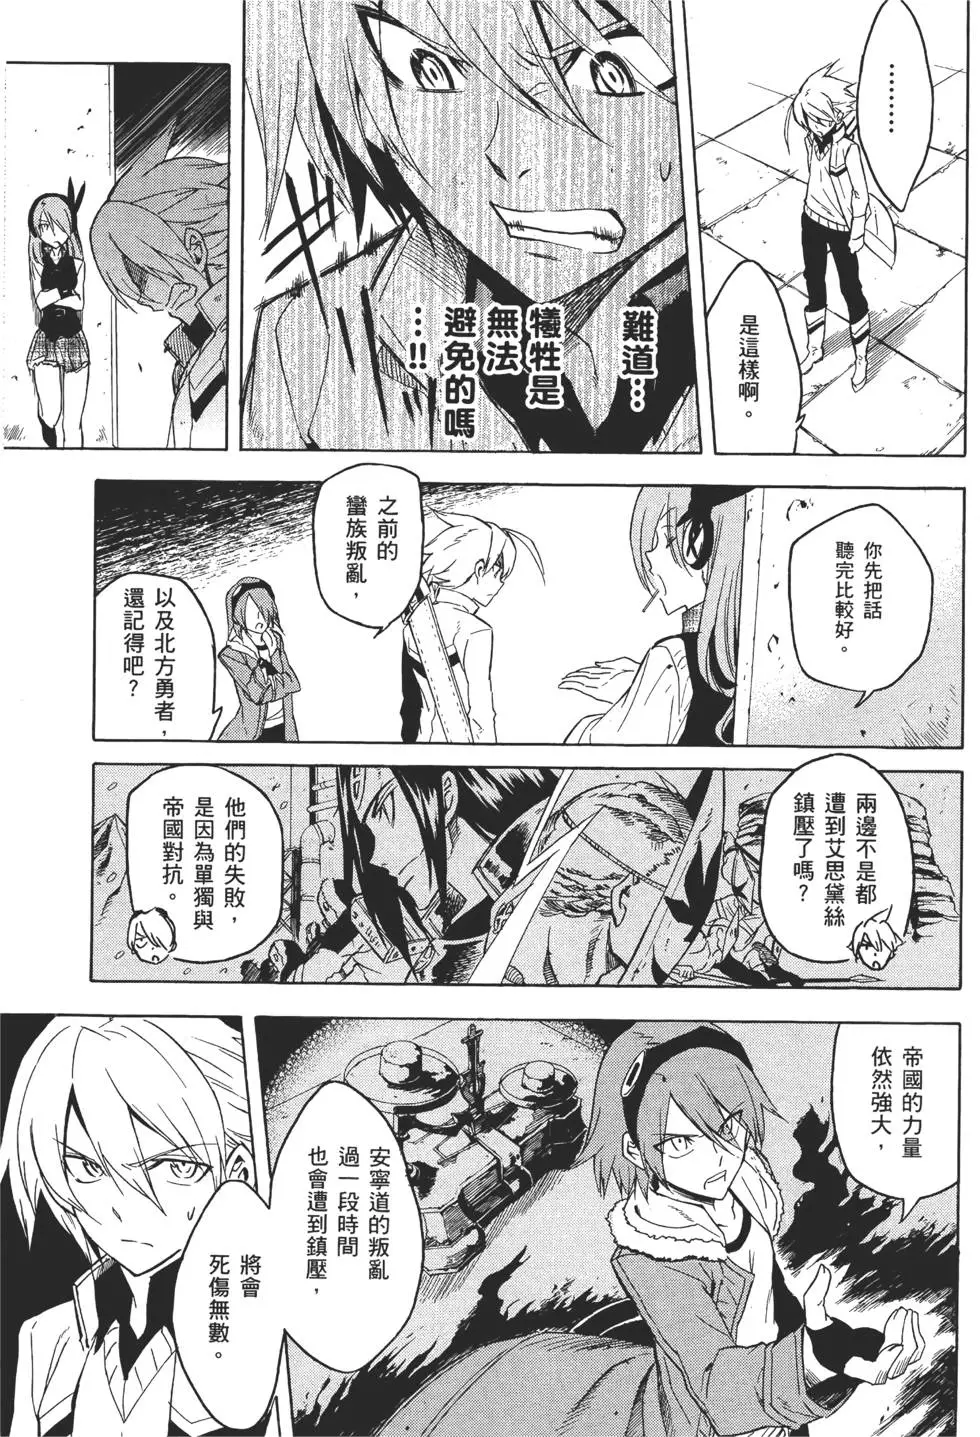 ………
是這樣啊。
難道…
犧牲是
無法
避免的嗎
…!!
你先把話
聽完比較好。
之前的
蠻族叛亂，
以及北方勇者，
還記得吧？
兩邊不是都
遭到艾思黛絲
鎮壓了嗎？
他們的失敗，
是因為單獨與
帝國對抗。
帝國的力量
依然強大，
安寧道的叛亂
過一段時間
也會遭到鎮壓，
將會
死傷無數。